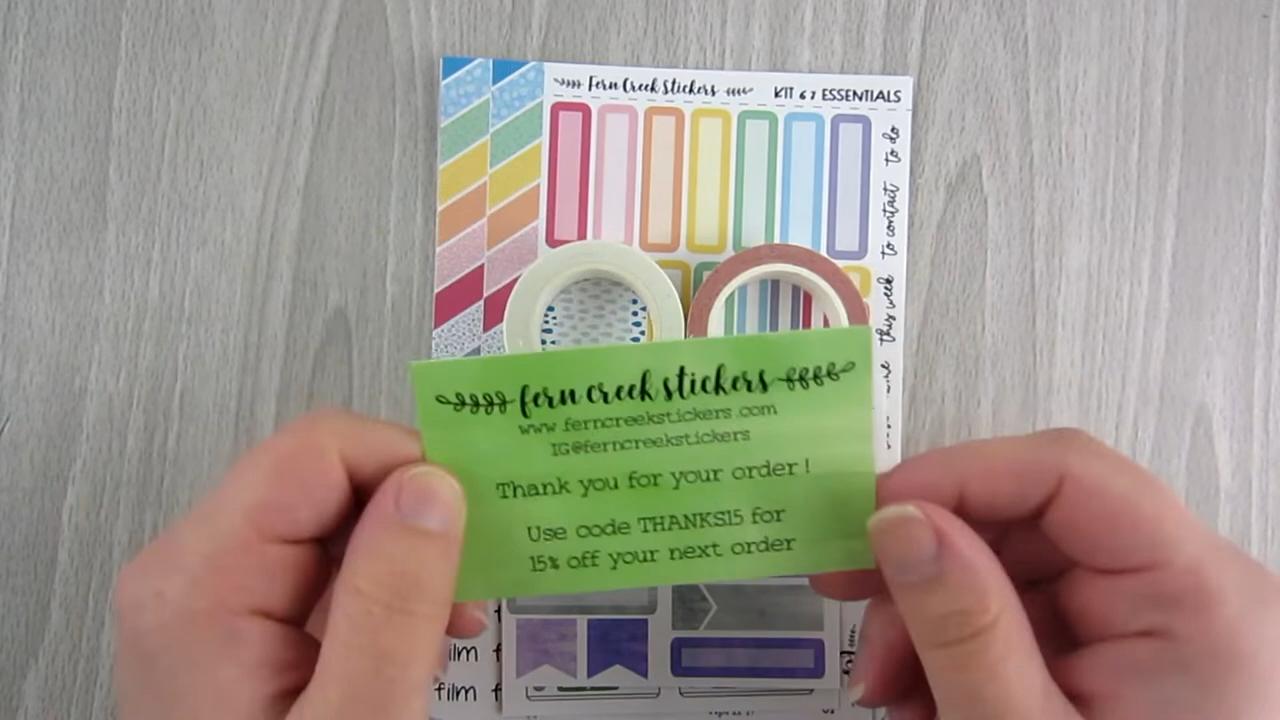 Fern Creek Stickers KIT 67 ESSENTIALS
to do
to contact
this week
fern creek stickers
www.ferncreekstickers.com
IG@ferncreekstickers
Thank you for your order!
Use code THANKS15 for
15% off your next order
film
film